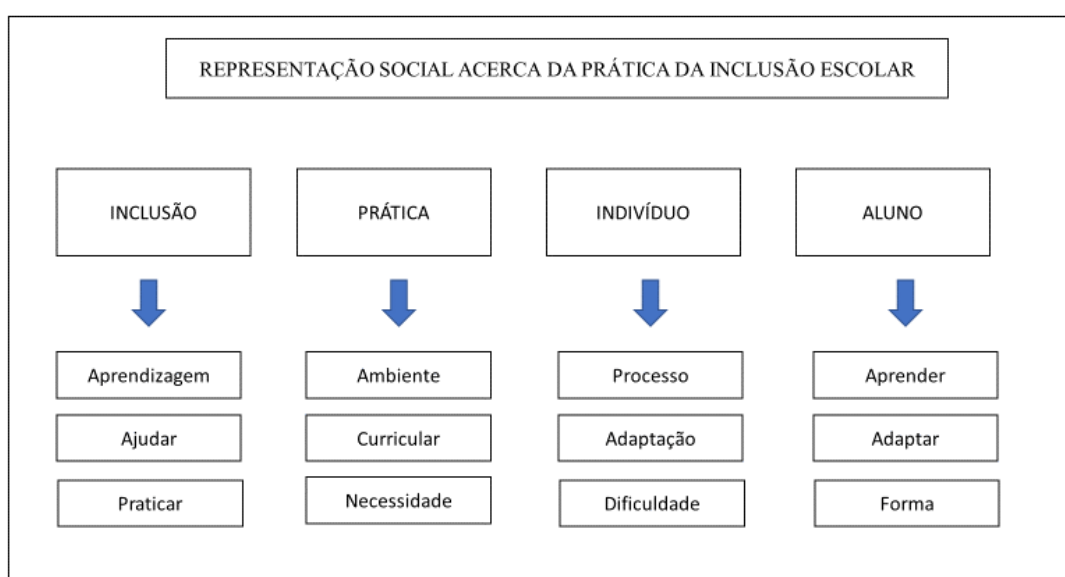 REPRESENTAÇÃO SOCIAL ACERCA DA PRÁTICA DA INCLUSÃO ESCOLAR
INCLUSÃO
PRÁTICA
INDIVÍDUO
ALUNO
Aprendizagem
Ambiente
Processo
Aprender
Ajudar
Curricular
Adaptação
Adaptar
Praticar
Necessidade
Dificuldade
Forma